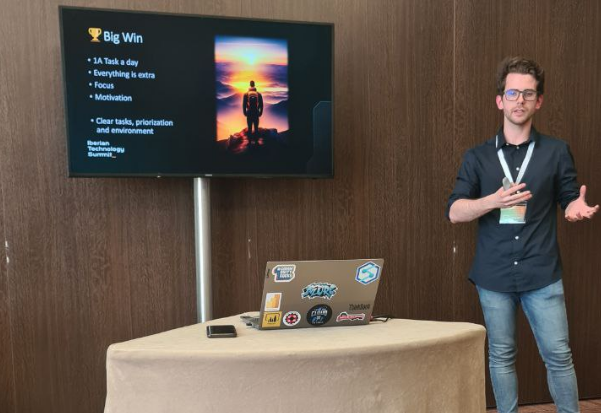 Big Win
• 1A Task a day
• Everything is extra
• Focus
• Motivation
• Clear tasks, priorization
and environment
Iberian
Technology
Summit_